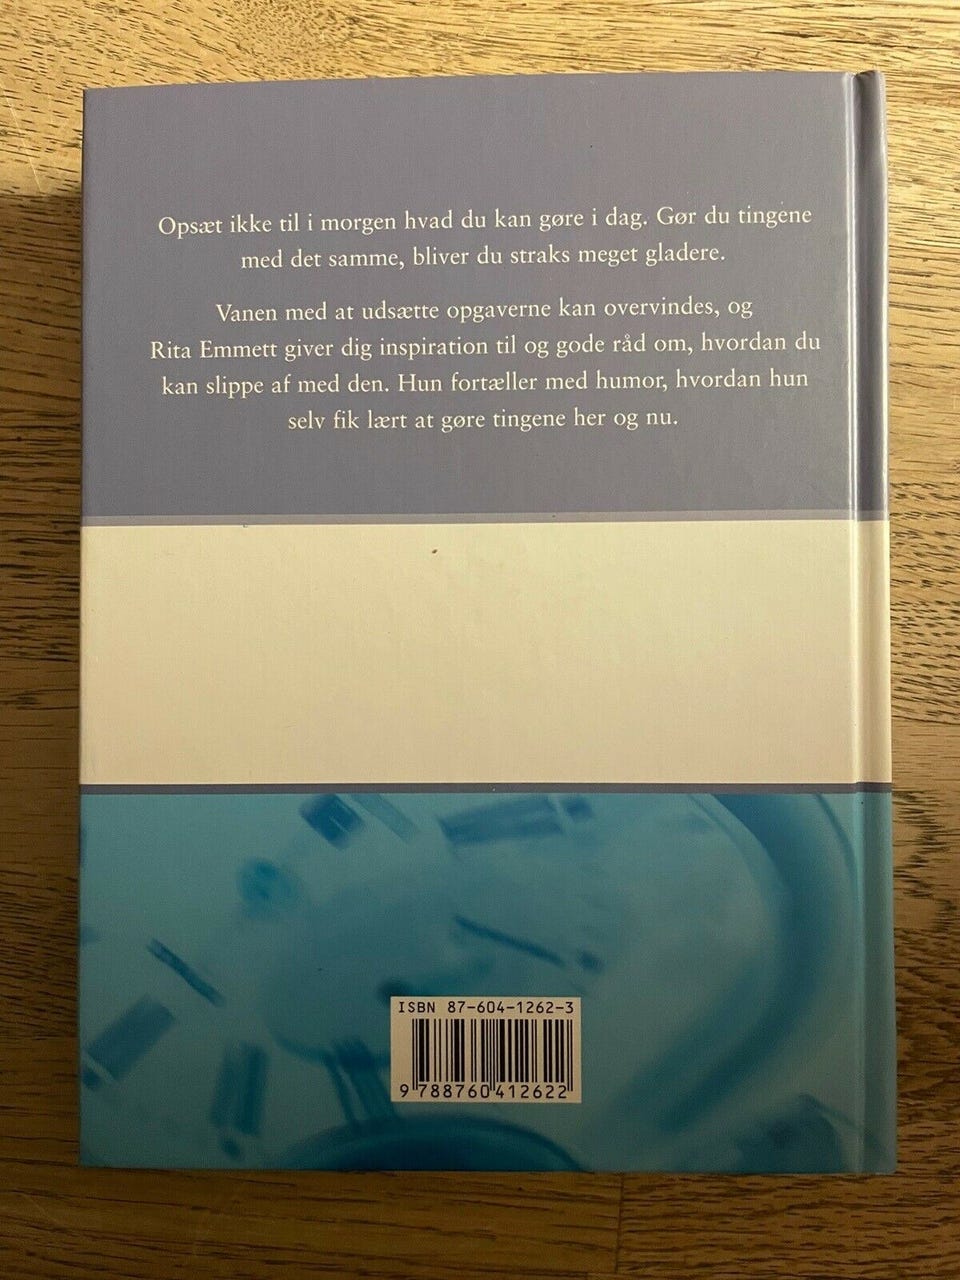 Opsæt ikke til i morgen hvad du kan gøre i dag. Gør du tingene
med det samme, bliver du straks meget gladere.
Vanen med at udsætte opgaverne kan overvindes, og
Rita Emmett giver dig inspiration til og gode råd om, hvordan du
kan slippe af med den. Hun fortæller med humor, hvordan hun
selv fik lært at gøre tingene her og nu.
ISBN 87-604-1262-3
9 788760 412622